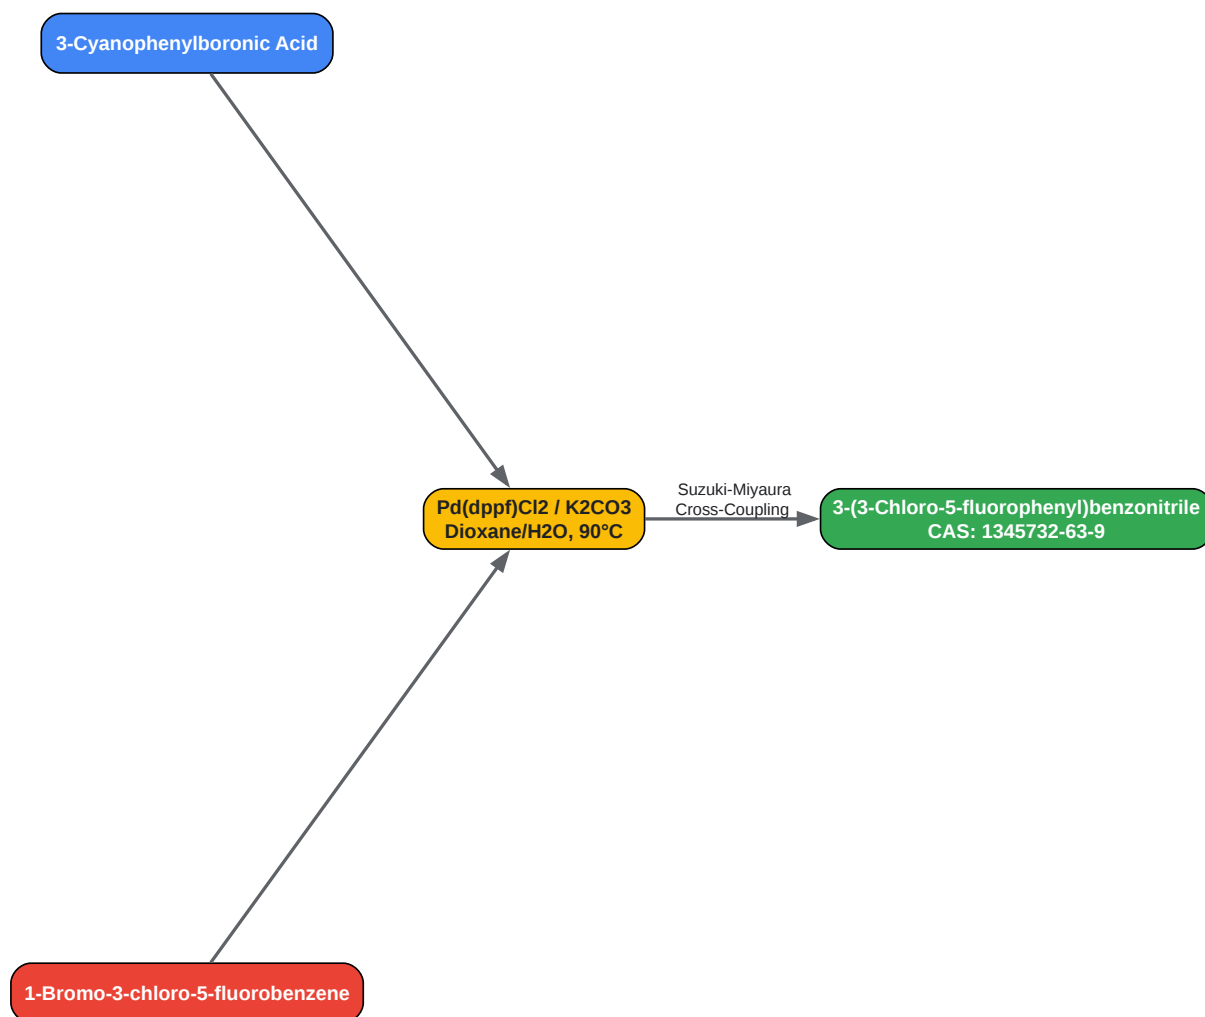 3-Cyanophenylboronic Acid
Pd(dppf)Cl2 / K2CO3
Dioxane/H2O, 90°C
Suzuki-Miyaura
Cross-Coupling
3-(3-Chloro-5-fluorophenyl)benzonitrile
CAS: 1345732-63-9
1-Bromo-3-chloro-5-fluorobenzene